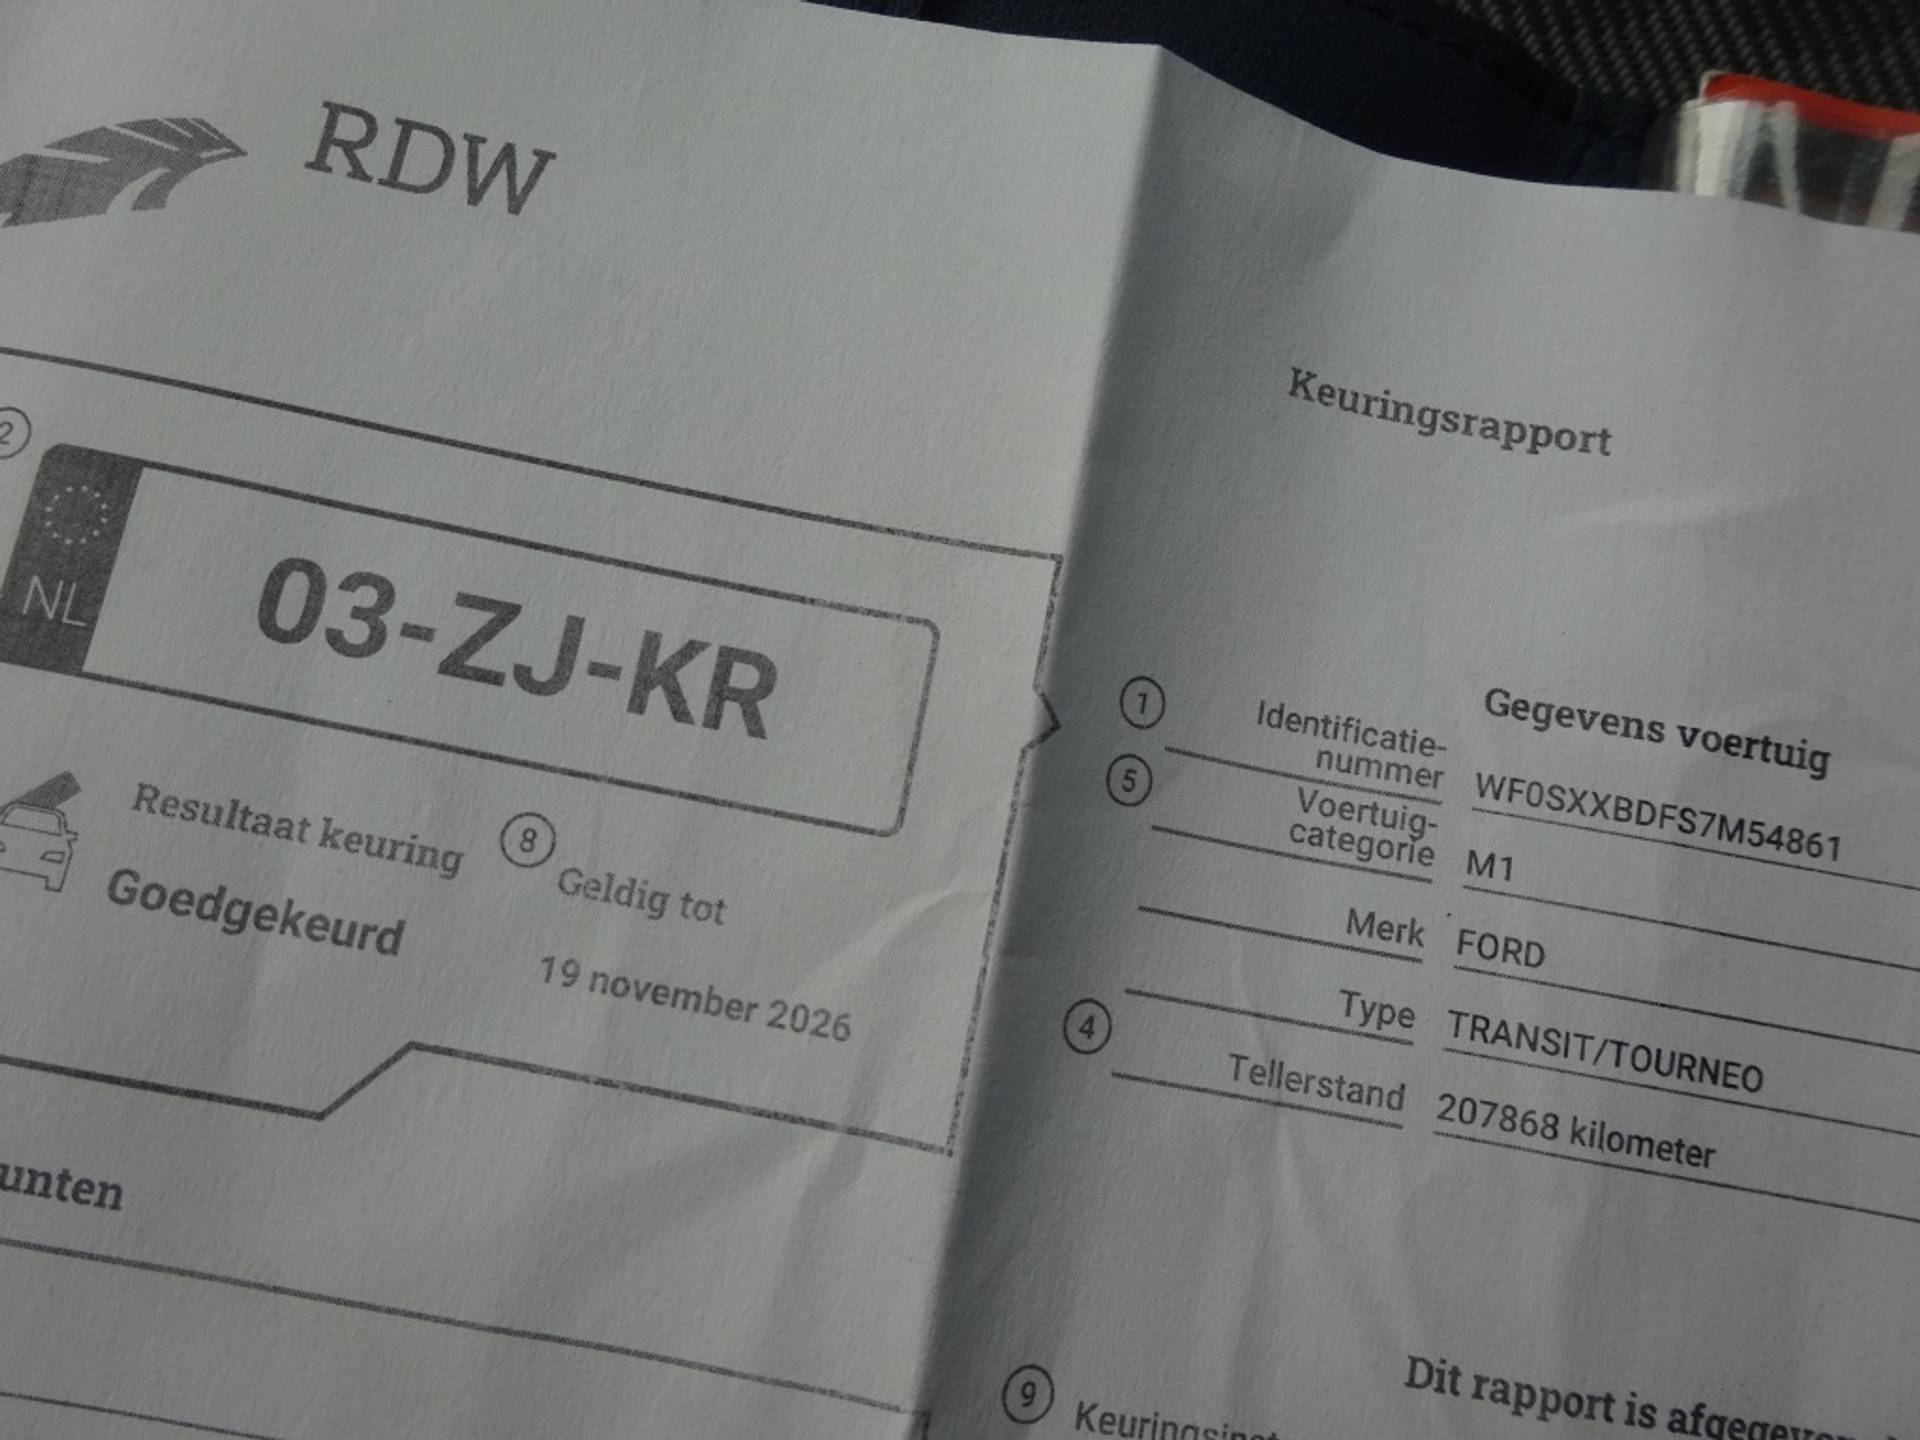 RDW
2
NL
03-ZJ-KR
Resultaat keuring
Goedgekeurd
8
Geldig tot
19 november 2026
unten
Keuringsrapport
Gegevens voertuig
1
Identificatie-
nummer
WF0SXXBDFS7M54861
5
Voertuig-
categorie
M1
Merk
FORD
Type
TRANSIT/TOURNEO
4
Tellerstand
207868 kilometer
Dit rapport is afgegeven
9
Keuringsinst